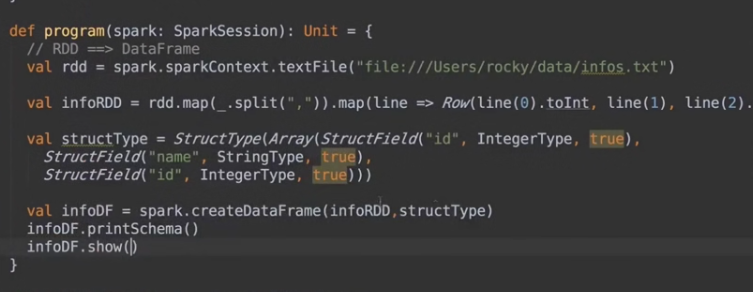 def program(spark: SparkSession): Unit = {
// RDD ==> DataFrame
val rdd = spark.sparkContext.textFile("file:///Users/rocky/data/infos.txt")
val infoRDD = rdd.map(_.split(",")).map(line => Row(line(0).toInt, line(1), line(2).
val structType = StructType(Array(StructField("id", IntegerType, true),
StructField("name", StringType, true),
StructField("id", IntegerType, true)))
val infoDF = spark.createDataFrame(infoRDD,structType)
infoDF.printSchema()
infoDF.show()
}